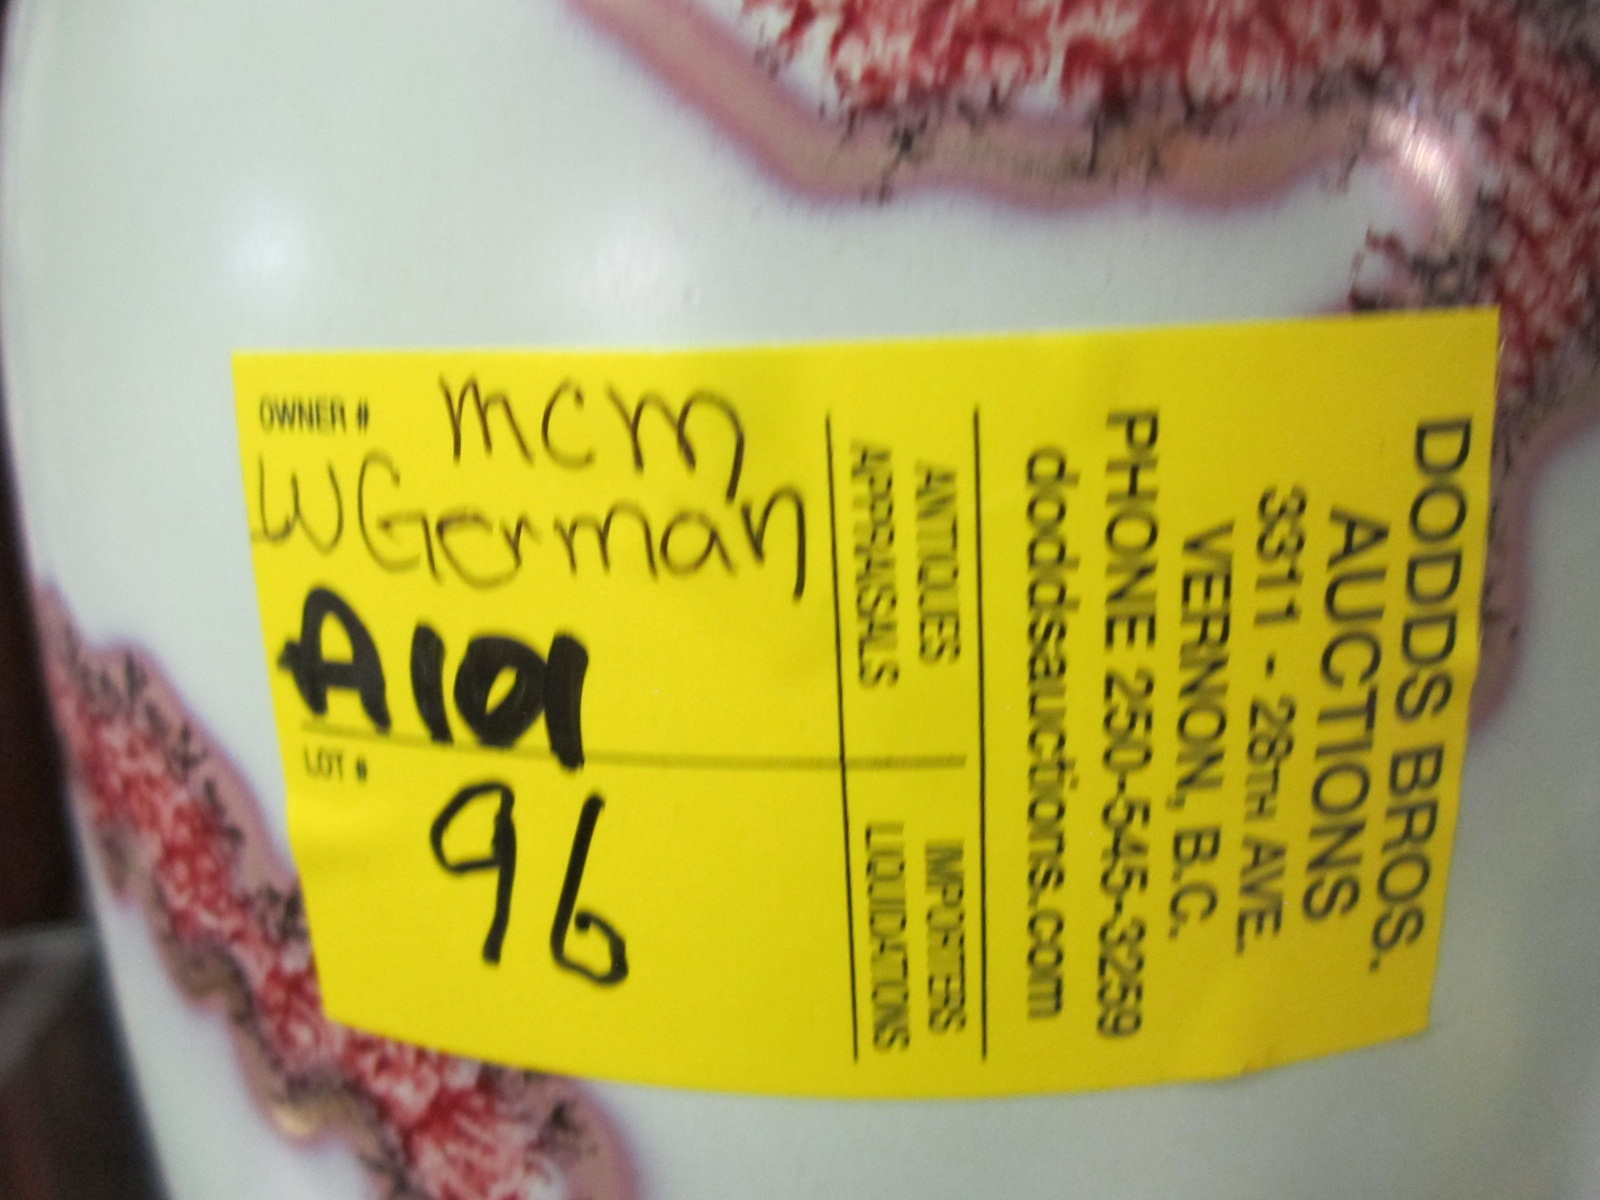 OWNER #
mcm
W German
A101
LOT #
96
ANTIQUES
APPRAISALS
IMPORTERS
LIQUIDATIONS
DODDS BROS.
AUCTIONS
3311 - 28TH AVE.
VERNON, B.C.
PHONE 250-545-3259
doddsauctions.com